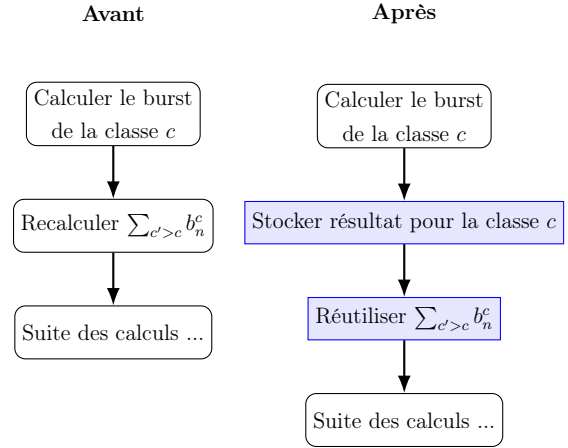 Avant
Calculer le burst
de la classe c
Recalculer ∑_{c'>c} b_n^c
Suite des calculs ...
Après
Calculer le burst
de la classe c
Stocker résultat pour la classe c
Réutiliser ∑_{c'>c} b_n^c
Suite des calculs ...